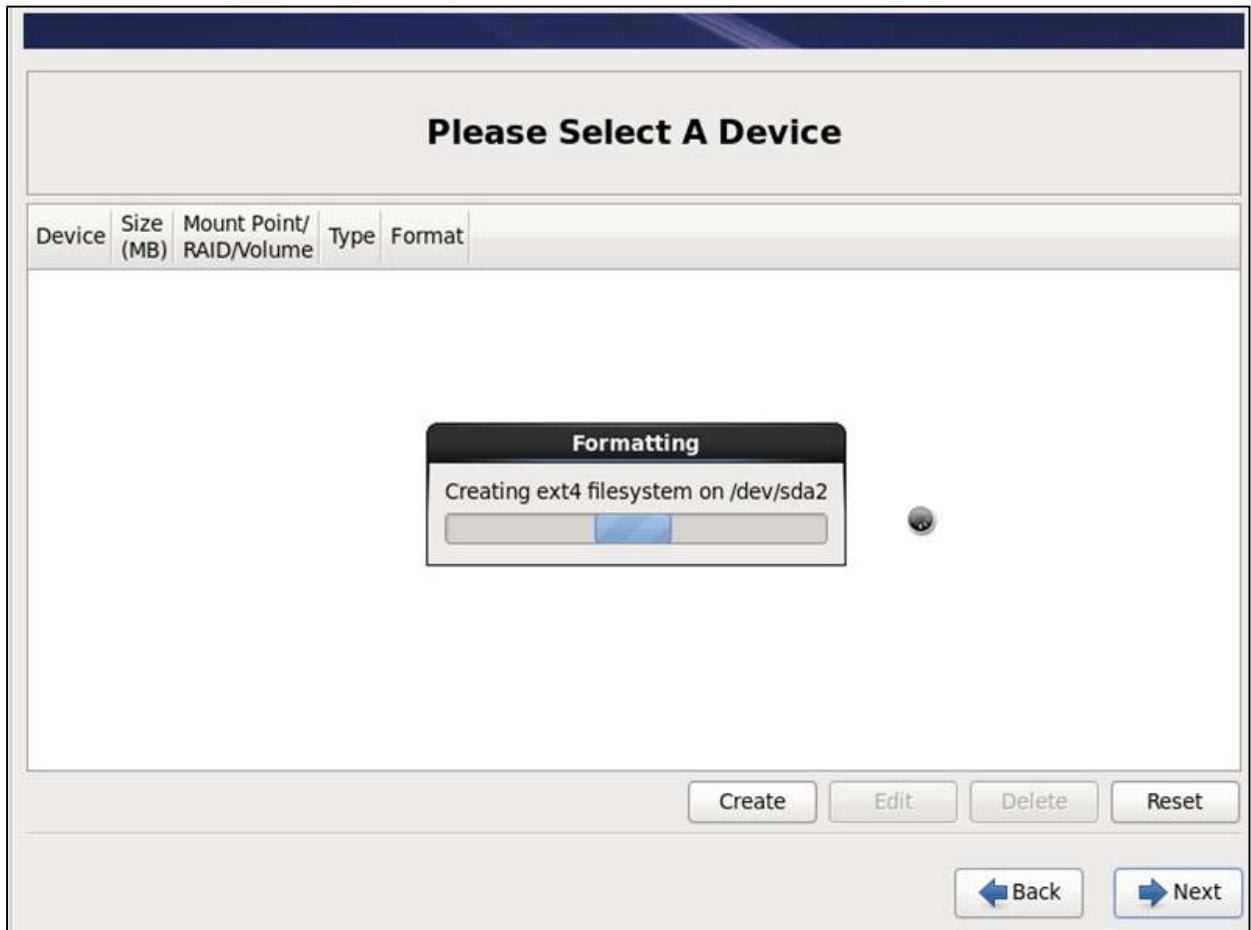 Please Select A Device
Device Size (MB) Mount Point/ RAID/Volume Type Format
Formatting
Creating ext4 filesystem on /dev/sda2
Create Edit Delete Reset
Back Next